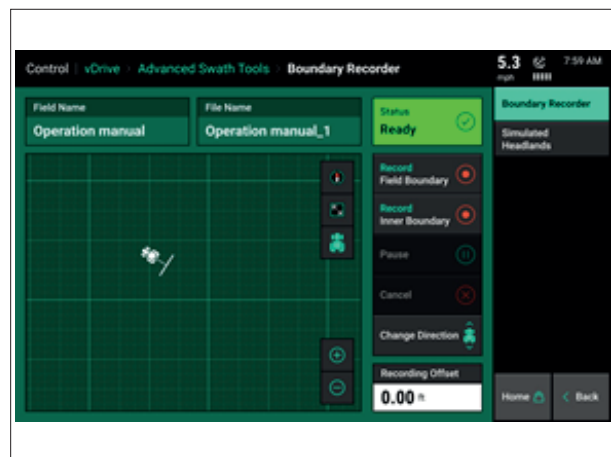 Control | vDrive > Advanced Swath Tools > Boundary Recorder
5.3
mph
7:59 AM
Field Name
Operation manual
File Name
Operation manual_1
Status
Ready
Boundary Recorder
Simulated
Headlands
Record
Field Boundary
Record
Inner Boundary
Pause
Cancel
Change Direction
Recording Offset
0.00 ft
Home
< Back